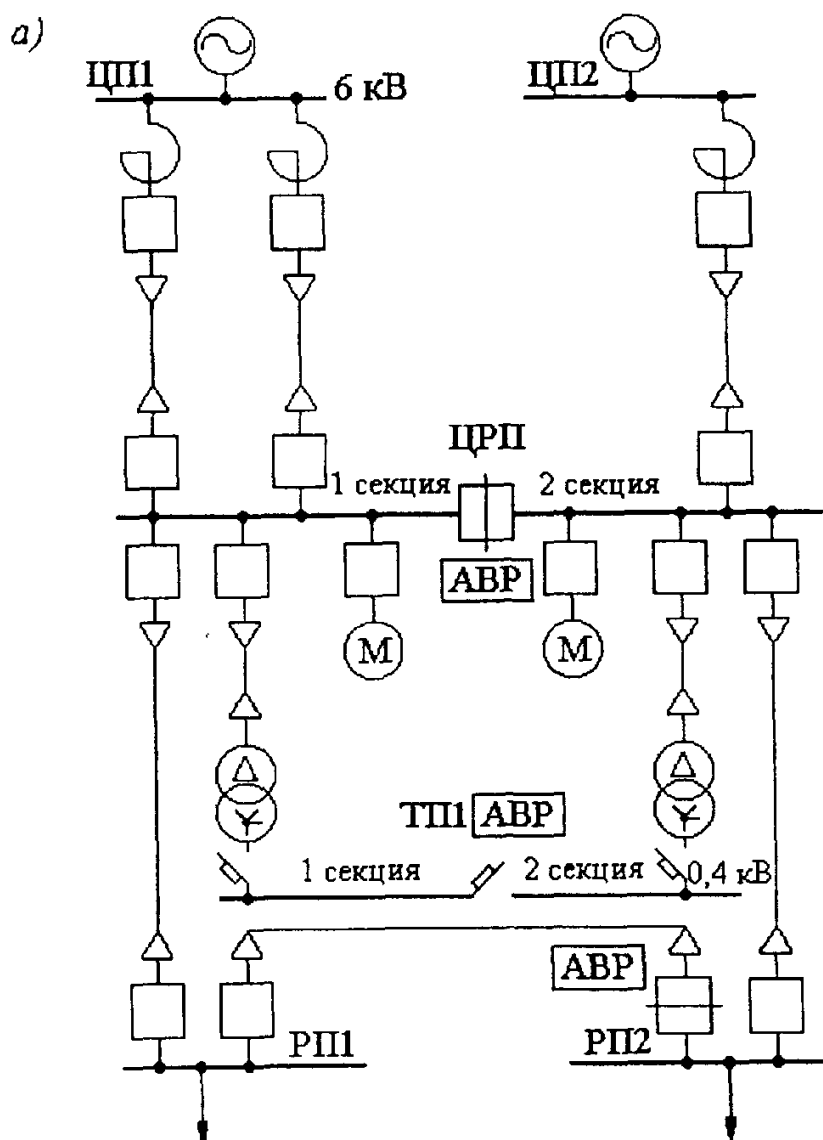 а)
ЦП1
6 кВ
ЦП2
ЦРП
1 секция
2 секция
АВР
М
М
ТП1
АВР
1 секция
2 секция
0,4 кВ
АВР
РП1
РП2